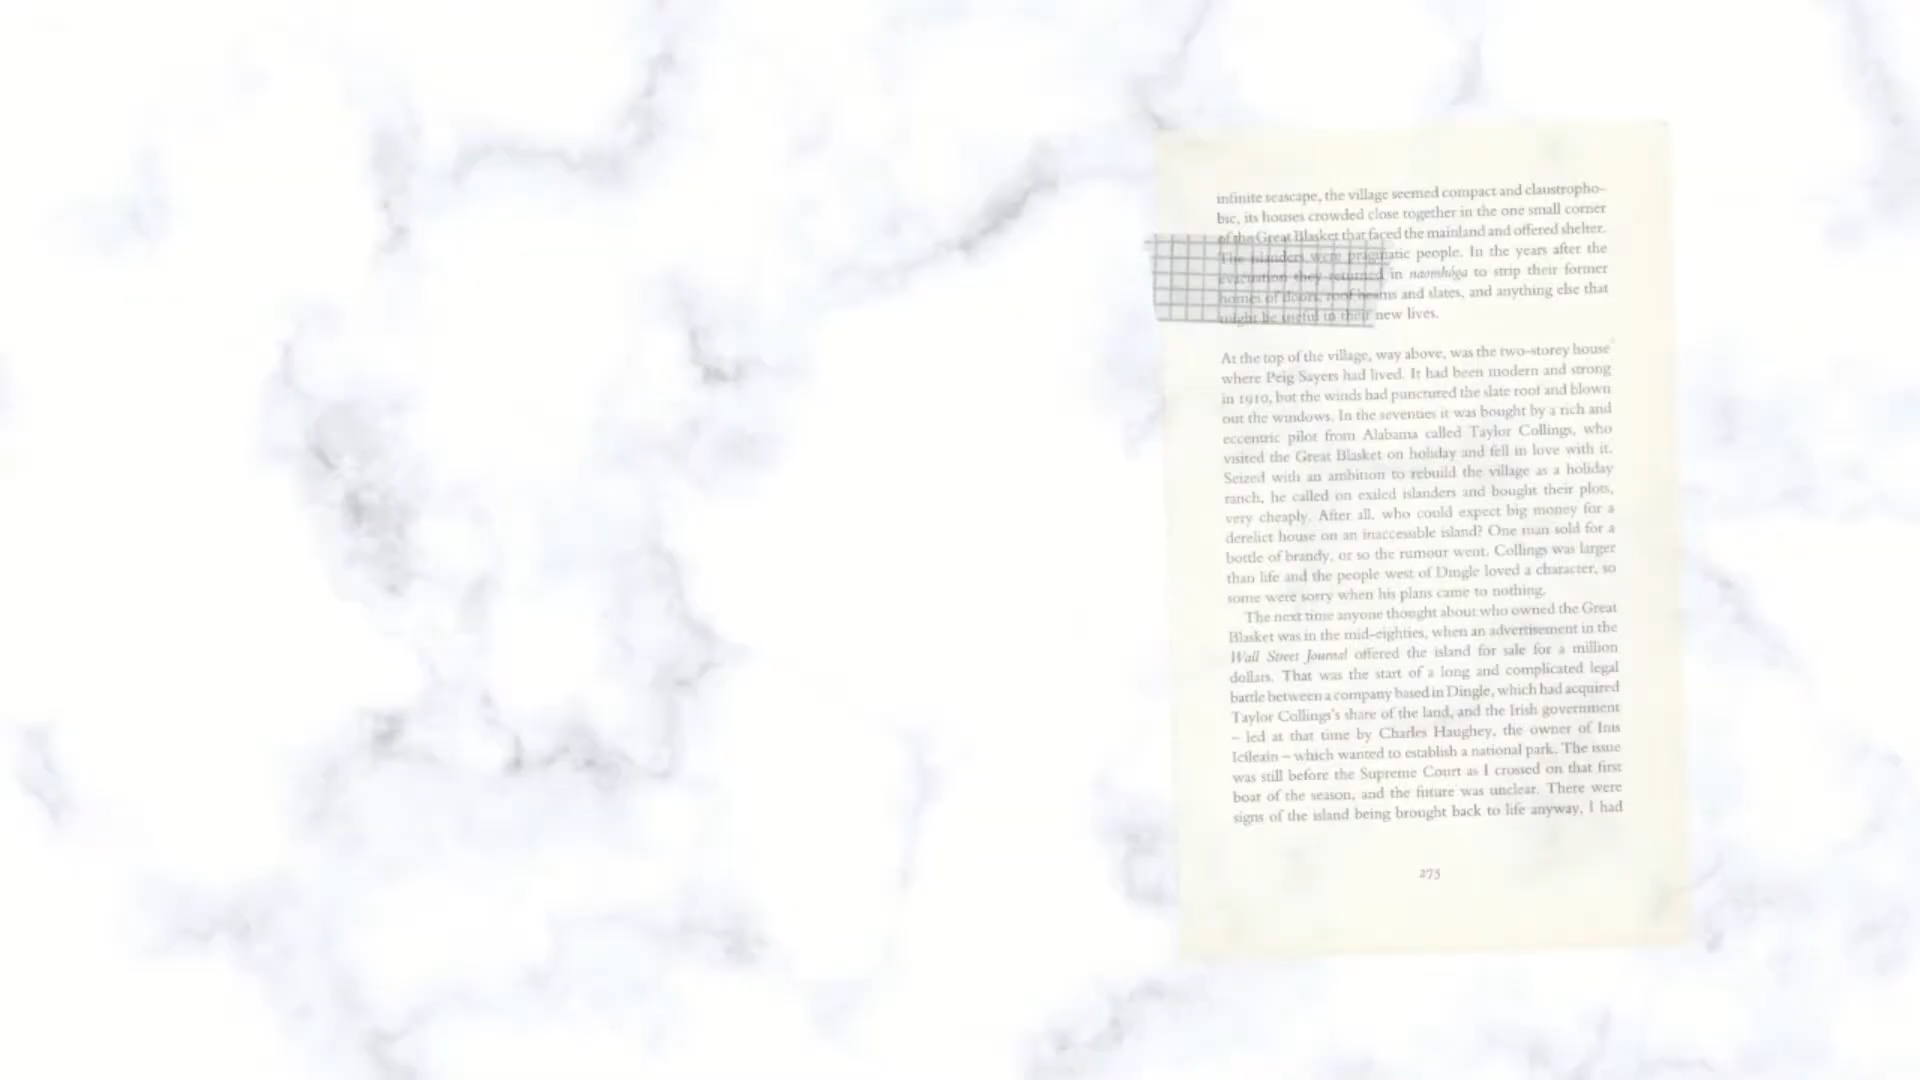 infinite seascape, the village seemed compact and claustropho-
bic, its houses crowded close together in the one small corner
of the Great Blasket that faced the mainland and offered shelter.
The islanders were pragmatic people. In the years after the
evacuation they returned in naomhóga to strip their former
homes of doors, roof beams and slates, and anything else that
might be useful in their new lives.
At the top of the village, way above, was the two-storey house
where Peig Sayers had lived. It had been modern and strong
in 1910, but the winds had punctured the slate roof and blown
out the windows. In the seventies it was bought by a rich and
eccentric pilot from Alabama called Taylor Collings, who
visited the Great Blasket on holiday and fell in love with it.
Seized with an ambition to rebuild the village as a holiday
ranch, he called on exiled islanders and bought their plots,
very cheaply. After all, who could expect big money for a
derelict house on an inaccessible island? One man sold for a
bottle of brandy, or so the rumour went. Collings was larger
than life and the people west of Dingle loved a character, so
some were sorry when his plans came to nothing.
The next time anyone thought about who owned the Great
Blasket was in the mid-eighties, when an advertisement in the
Wall Street Journal offered the island for sale for a million
dollars. That was the start of a long and complicated legal
battle between a company based in Dingle, which had acquired
Taylor Collings's share of the land, and the Irish government
– led at that time by Charles Haughey, the owner of Inis
Icíleáin – which wanted to establish a national park. The issue
was still before the Supreme Court as I crossed on that first
boat of the season, and the future was unclear. There were
signs of the island being brought back to life anyway, I had
275